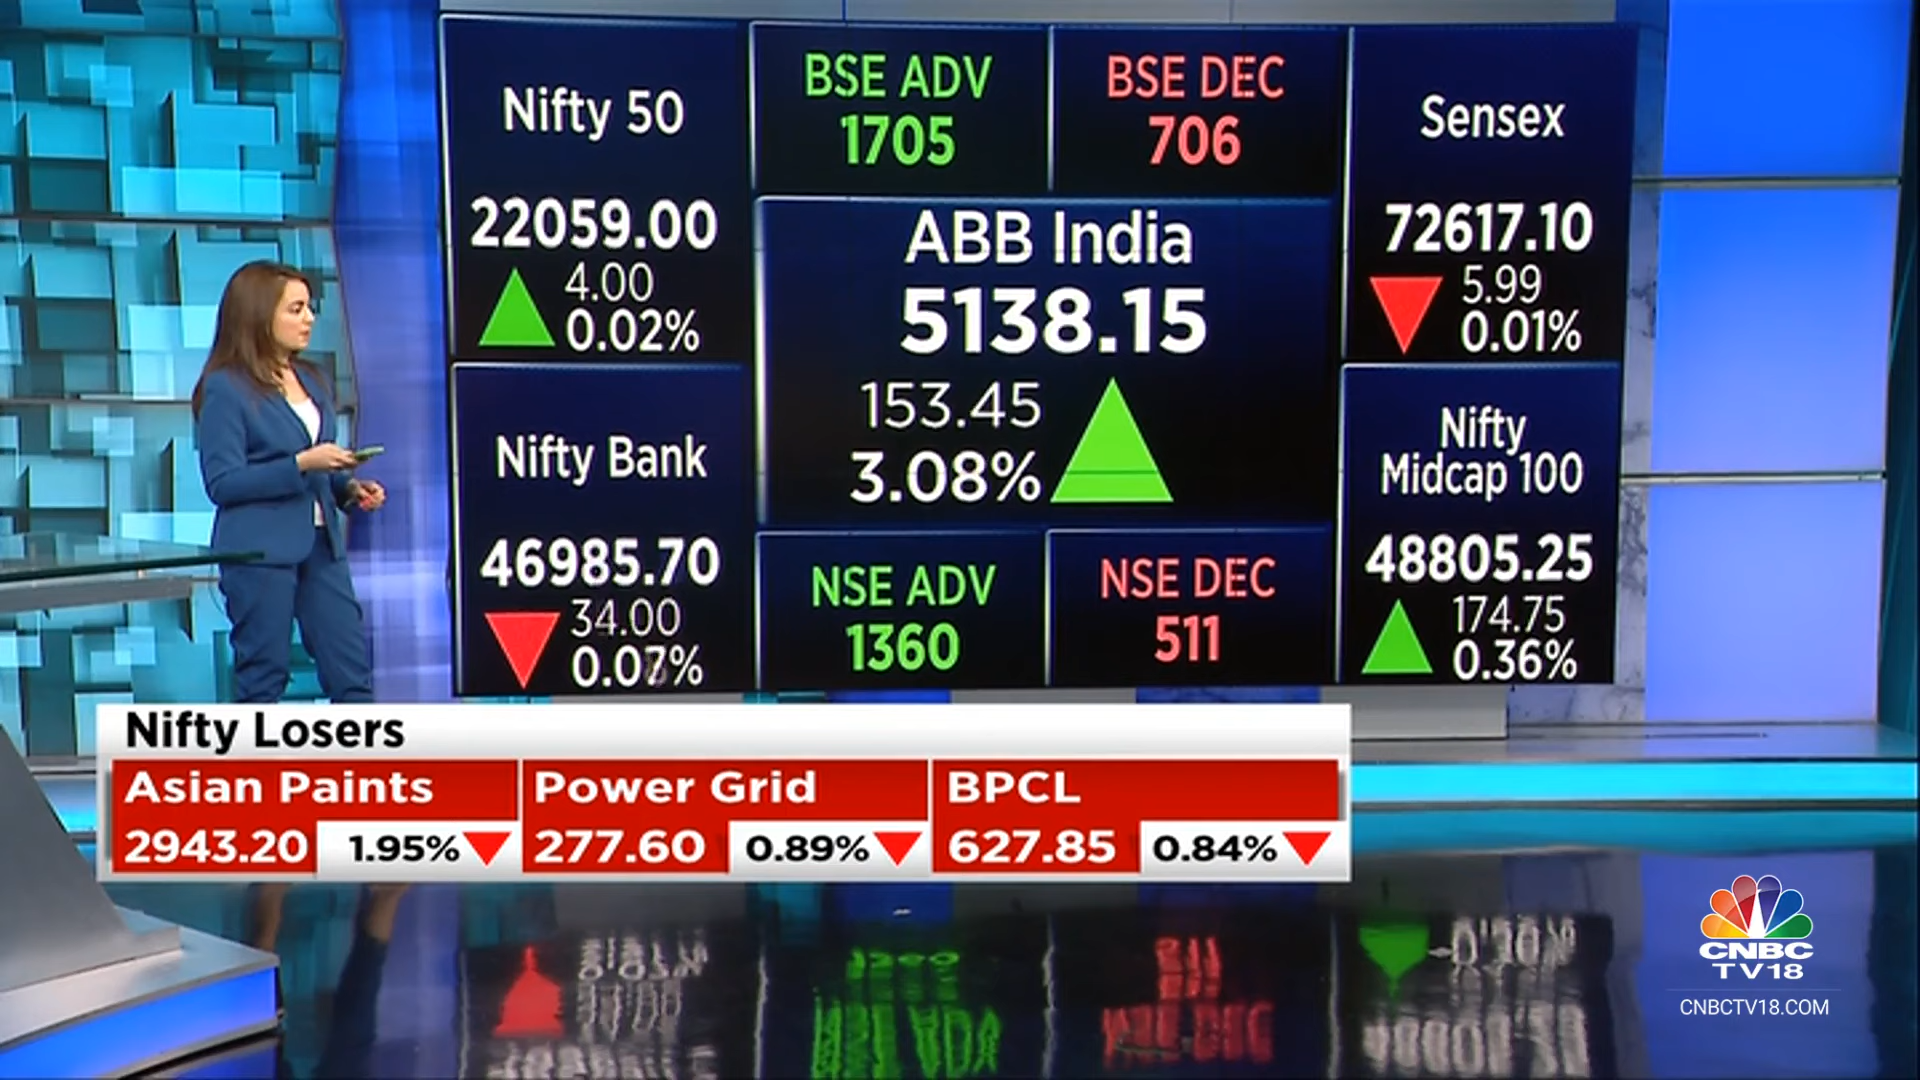 Nifty 50
22059.00
4.00
0.02%
BSE ADV
1705
BSE DEC
706
Sensex
72617.10
5.99
0.01%
ABB India
5138.15
153.45
3.08%
Nifty Bank
46985.70
34.00
Nifty
Midcap 100
48805.25
174.75
0.36%
NSE ADV
1360
NSE DEC
511
Nifty Losers
Asian Paints
2943.20 1.95%
Power Grid
277.60 0.89%
BPCL
627.85 0.84%
CNBC
TV18
CNBCTV18.COM